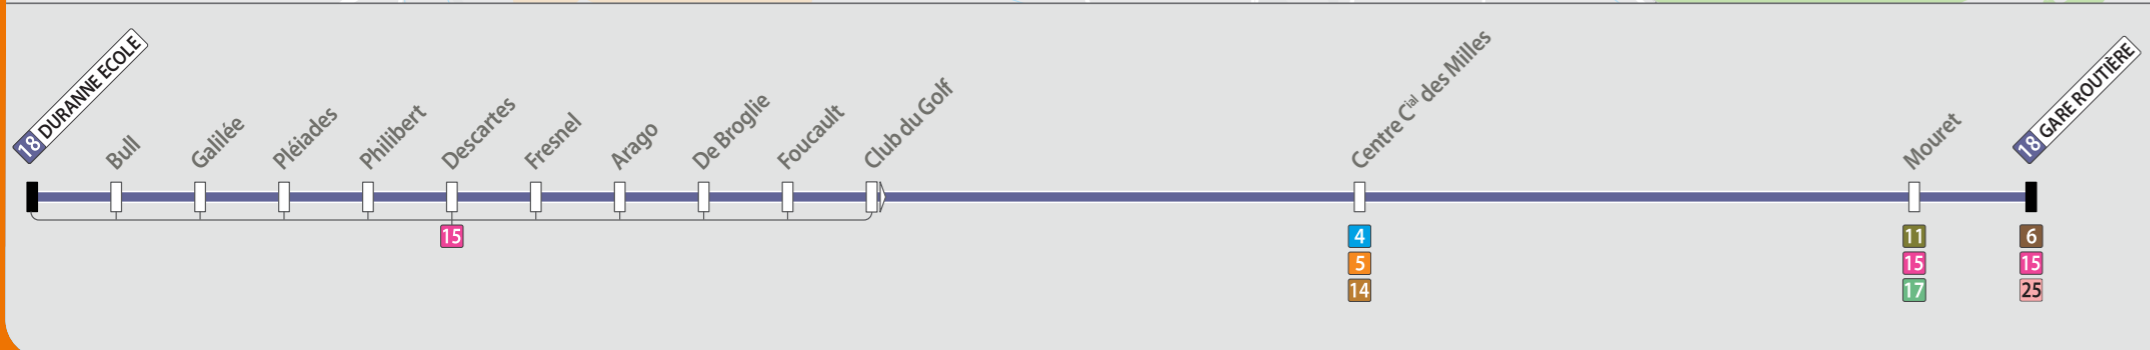 18 DURANNE ECOLE
Bull
Galilée
Pléiades
Philibert
Descartes
Fresnel
Arago
De Broglie
Foucault
Club du Golf
Centre Cial des Milles
Mouret
18 GARE ROUTIÈRE
15
4
5
14
11
15
17
6
15
25